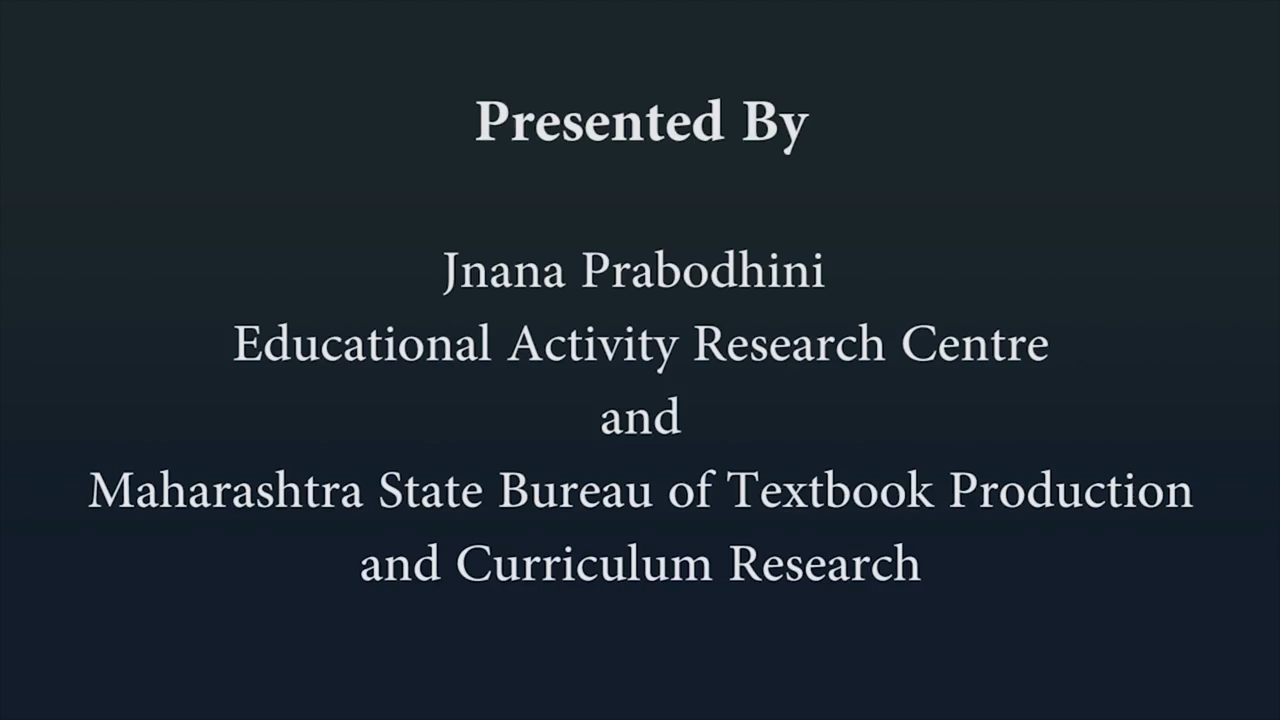 Presented By
Jnana Prabodhini
Educational Activity Research Centre
and
Maharashtra State Bureau of Textbook Production
and Curriculum Research